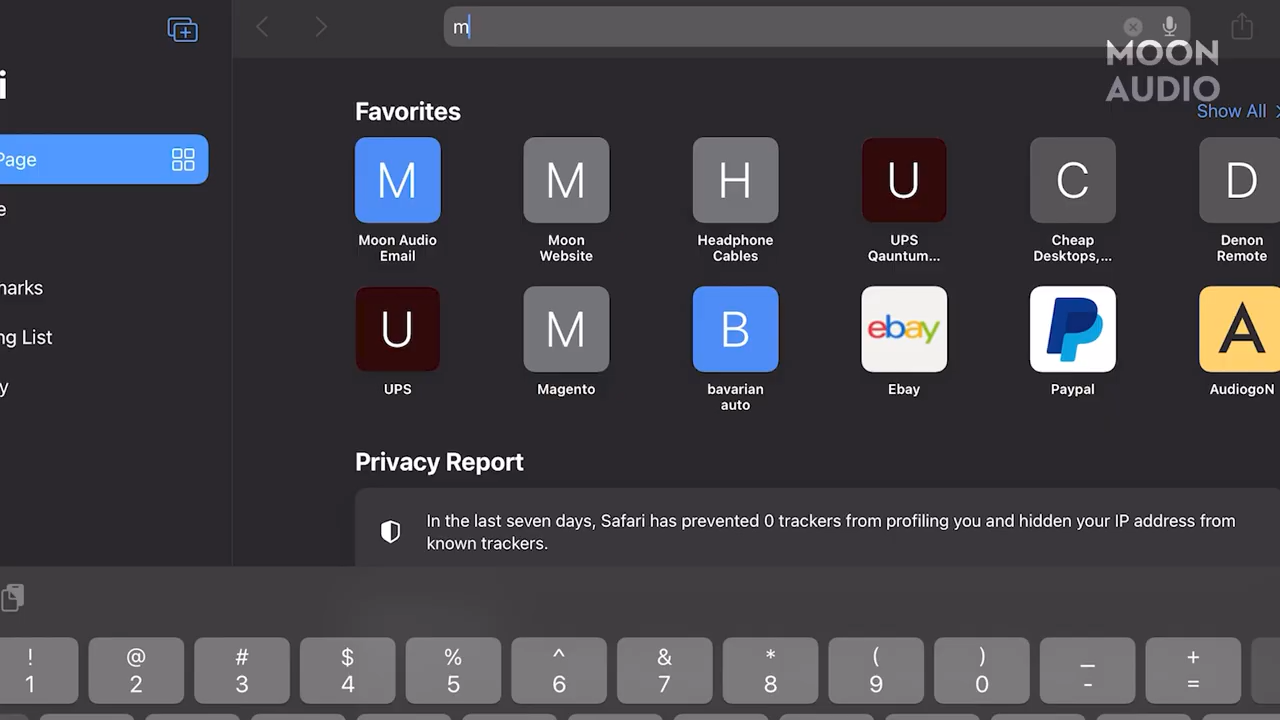 m
MOON
AUDIO
i
Favorites
Show All
Page
M
M
H
U
C
D
Moon Audio
Email
Moon
Website
Headphone
Cables
UPS
Qauntum...
Cheap
Desktops,...
Denon
Remote
e
marks
ng List
y
U
M
B
ebay
P
A
UPS
Magento
bavarian
auto
Ebay
Paypal
AudiogoN
Privacy Report
In the last seven days, Safari has prevented 0 trackers from profiling you and hidden your IP address from
known trackers.
! @ # $ % ^ & * ( ) _ +
1 2 3 4 5 6 7 8 9 0 - =